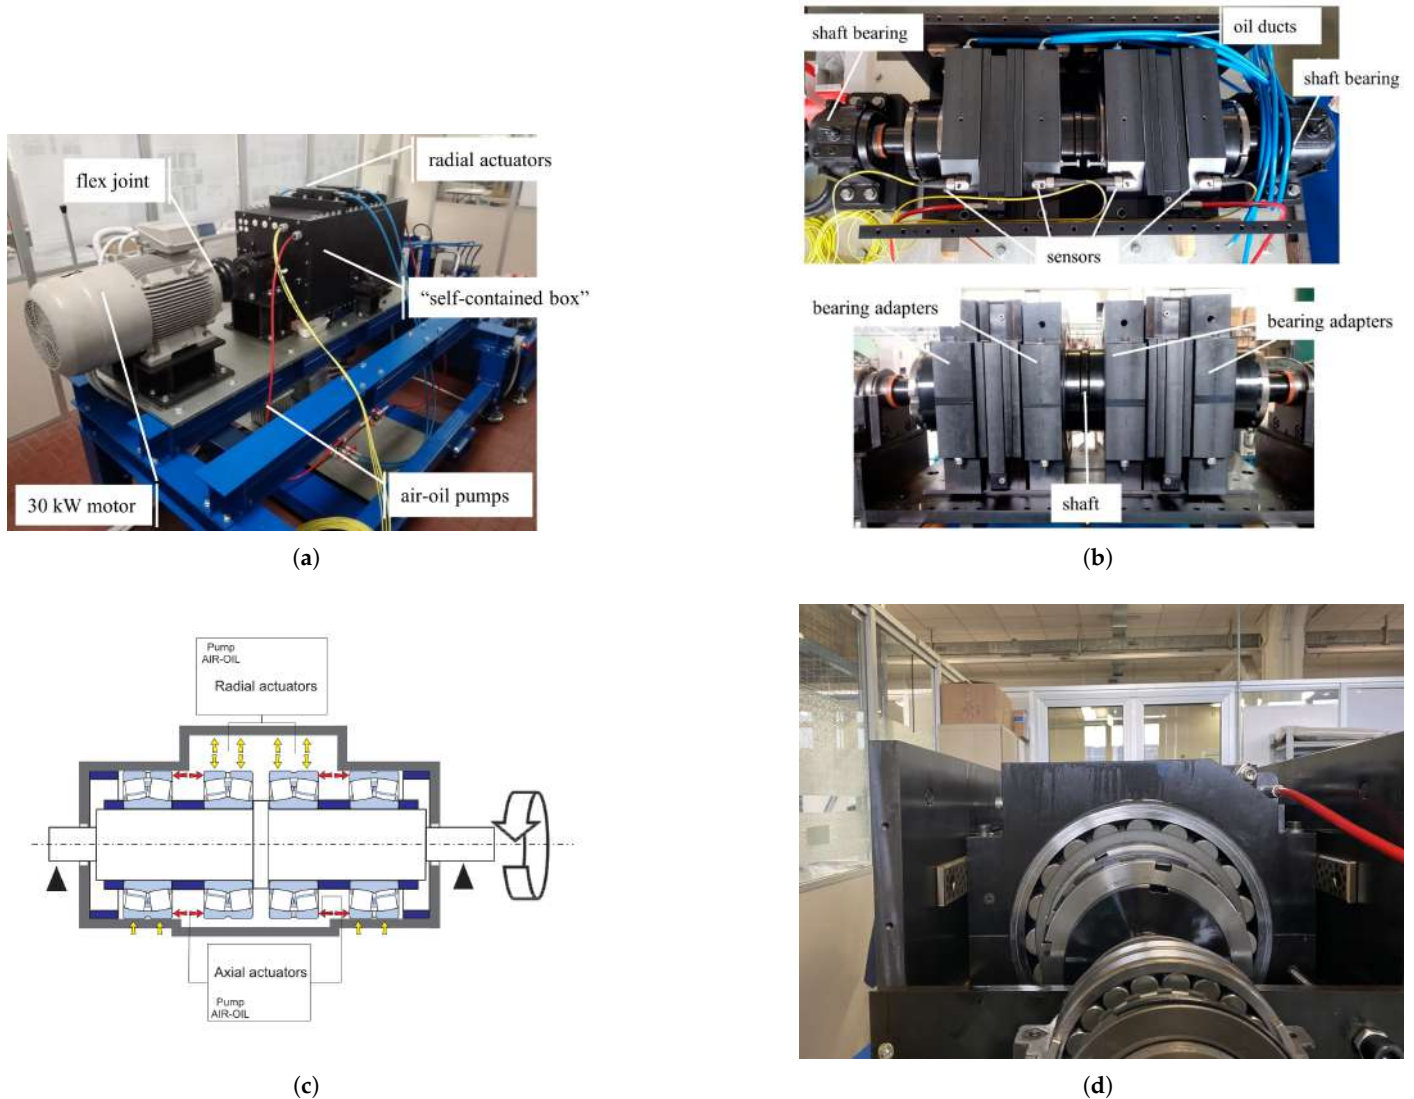 radial actuators
flex joint
“self-contained box”
air-oil pumps
30 kW motor
(a)
shaft bearing
oil ducts
shaft bearing
sensors
bearing adapters
bearing adapters
shaft
(b)
Pump
AIR-OIL
Radial actuators
Axial actuators
Pump
AIR-OIL
(c)
(d)